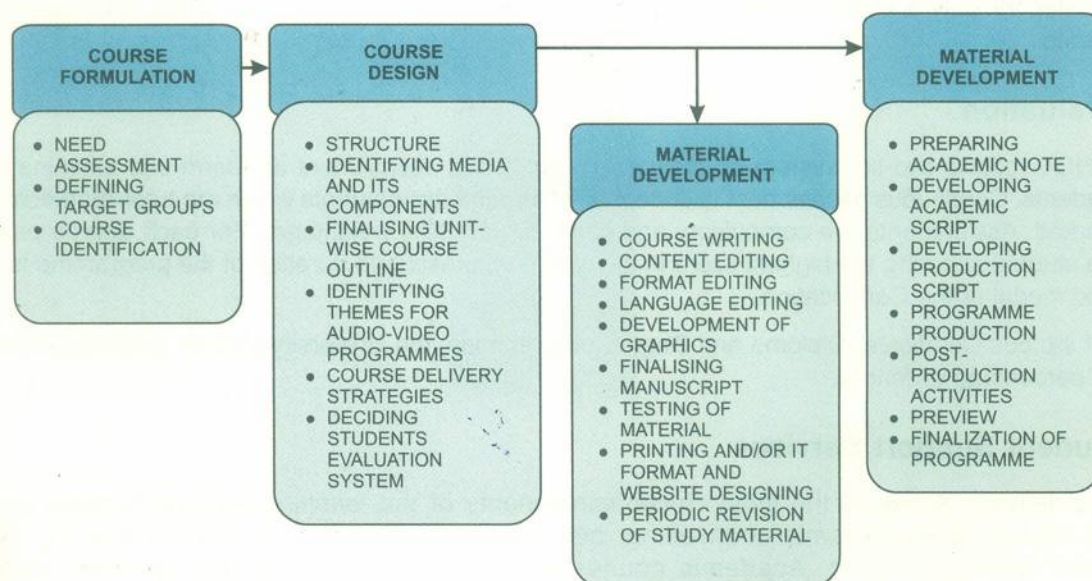 COURSE
FORMULATION
• NEED
ASSESSMENT
• DEFINING
TARGET GROUPS
• COURSE
IDENTIFICATION
COURSE
DESIGN
• STRUCTURE
• IDENTIFYING MEDIA
AND ITS
COMPONENTS
• FINALISING UNIT-
WISE COURSE
OUTLINE
• IDENTIFYING
THEMES FOR
AUDIO-VIDEO
PROGRAMMES
• COURSE DELIVERY
STRATEGIES
• DECIDING
STUDENTS
EVALUATION
SYSTEM
MATERIAL
DEVELOPMENT
• COURSE WRITING
• CONTENT EDITING
• FORMAT EDITING
• LANGUAGE EDITING
• DEVELOPMENT OF
GRAPHICS
• FINALISING
MANUSCRIPT
• TESTING OF
MATERIAL
• PRINTING AND/OR IT
FORMAT AND
WEBSITE DESIGNING
• PERIODIC REVISION
OF STUDY MATERIAL
MATERIAL
DEVELOPMENT
• PREPARING
ACADEMIC NOTE
• DEVELOPING
ACADEMIC
SCRIPT
• DEVELOPING
PRODUCTION
SCRIPT
• PROGRAMME
PRODUCTION
• POST-
PRODUCTION
ACTIVITIES
• PREVIEW
• FINALIZATION OF
PROGRAMME